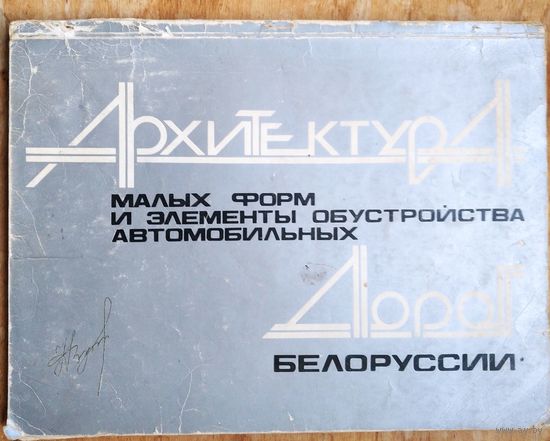 АрхитектурА
МАЛЫХ ФОРМ
И ЭЛЕМЕНТЫ ОБУСТРОЙСТВА
АВТОМОБИЛЬНЫХ
Дорог
БЕЛОРУССИИ